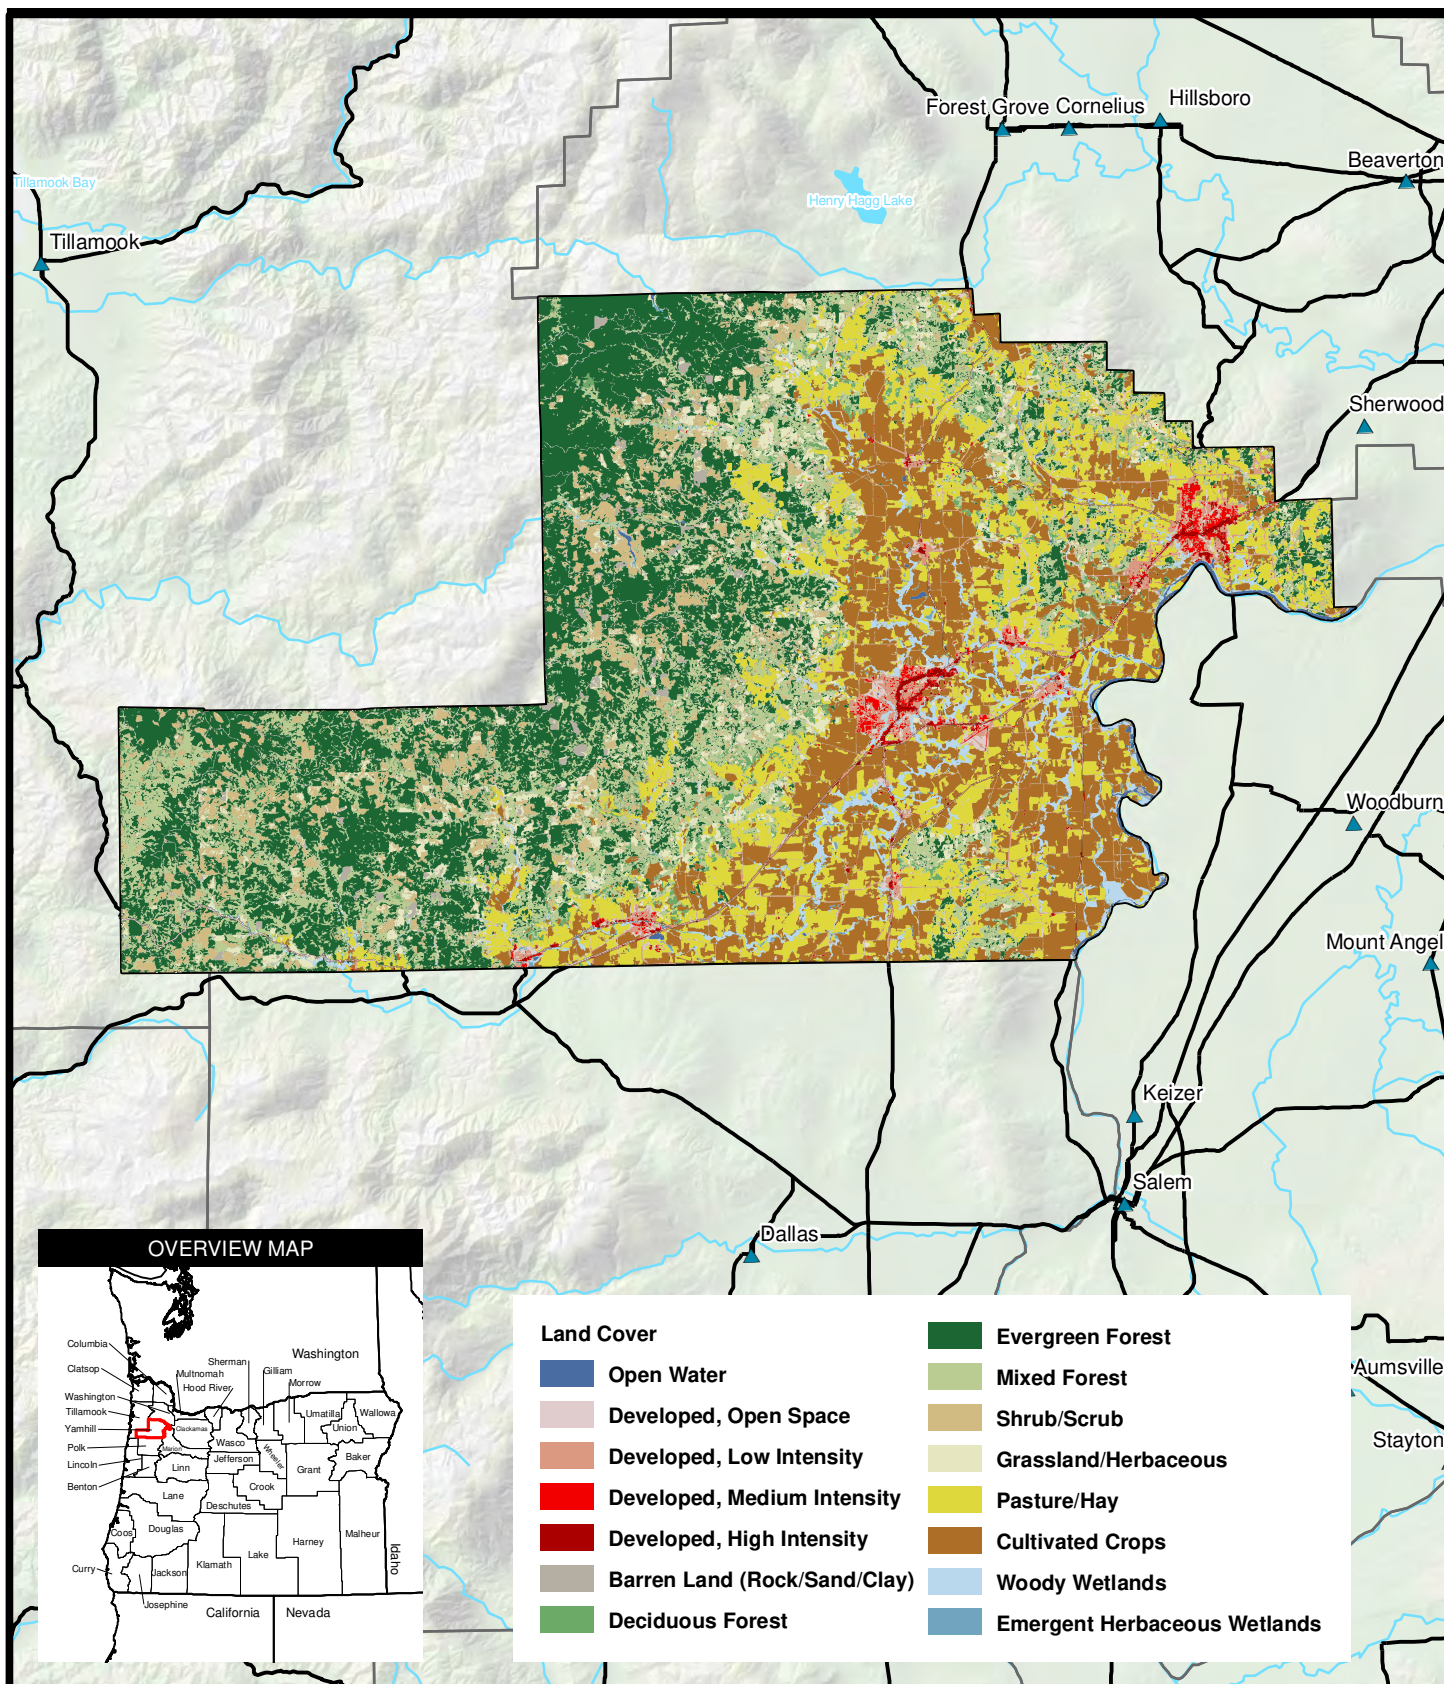 Forest Grove
Cornelius
Hillsboro
Beaverton
Tillamook Bay
Henry Hagg Lake
Tillamook
Sherwood
Woodburn
Mount Angel
Keizer
Salem
Dallas
Aumsville
Stayton
OVERVIEW MAP
Columbia
Clatsop
Washington
Tillamook
Yamhill
Polk
Lincoln
Benton
Multnomah
Hood River
Sherman
Gilliam
Morrow
Washington
Umatilla
Wallowa
Union
Clackamas
Marion
Wasco
Wheeler
Jefferson
Linn
Grant
Baker
Crook
Lane
Deschutes
Coos
Douglas
Harney
Malheur
Lake
Klamath
Curry
Jackson
Josephine
Idaho
California
Nevada
Land Cover
Open Water
Developed, Open Space
Developed, Low Intensity
Developed, Medium Intensity
Developed, High Intensity
Barren Land (Rock/Sand/Clay)
Deciduous Forest
Evergreen Forest
Mixed Forest
Shrub/Scrub
Grassland/Herbaceous
Pasture/Hay
Cultivated Crops
Woody Wetlands
Emergent Herbaceous Wetlands